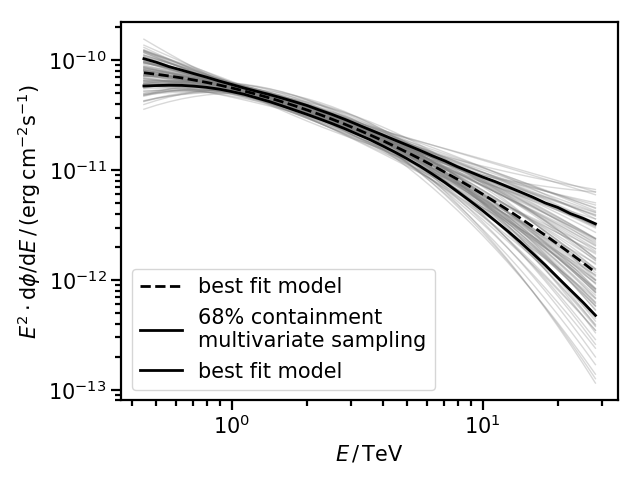 10⁻¹⁰
10⁻¹¹
10⁻¹²
10⁻¹³
E² · dϕ/dE / (erg cm⁻² s⁻¹)
best fit model
68% containment
multivariate sampling
best fit model
10⁰
10¹
E / TeV